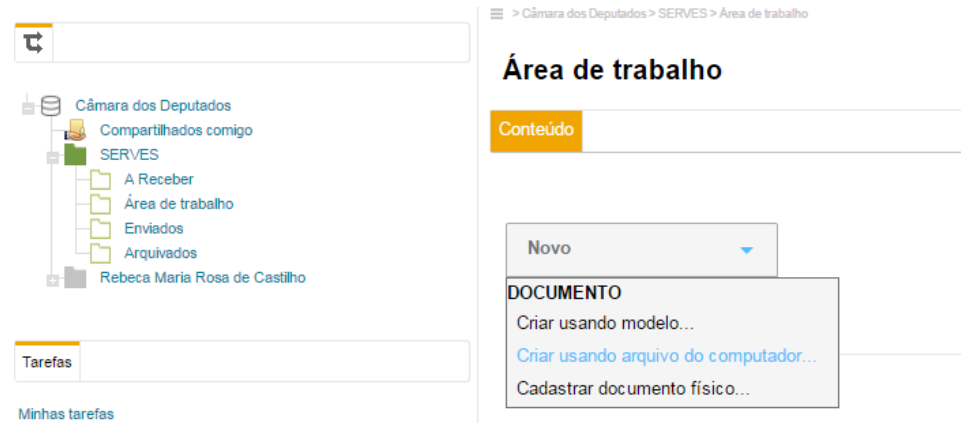 > Câmara dos Deputados > SERVES > Área de trabalho
Área de trabalho
Câmara dos Deputados
Compartilhados comigo
SERVES
A Receber
Área de trabalho
Enviados
Arquivados
Rebeca Maria Rosa de Castilho
Tarefas
Minhas tarefas
Conteúdo
Novo
DOCUMENTO
Criar usando modelo...
Criar usando arquivo do computador...
Cadastrar documento físico...